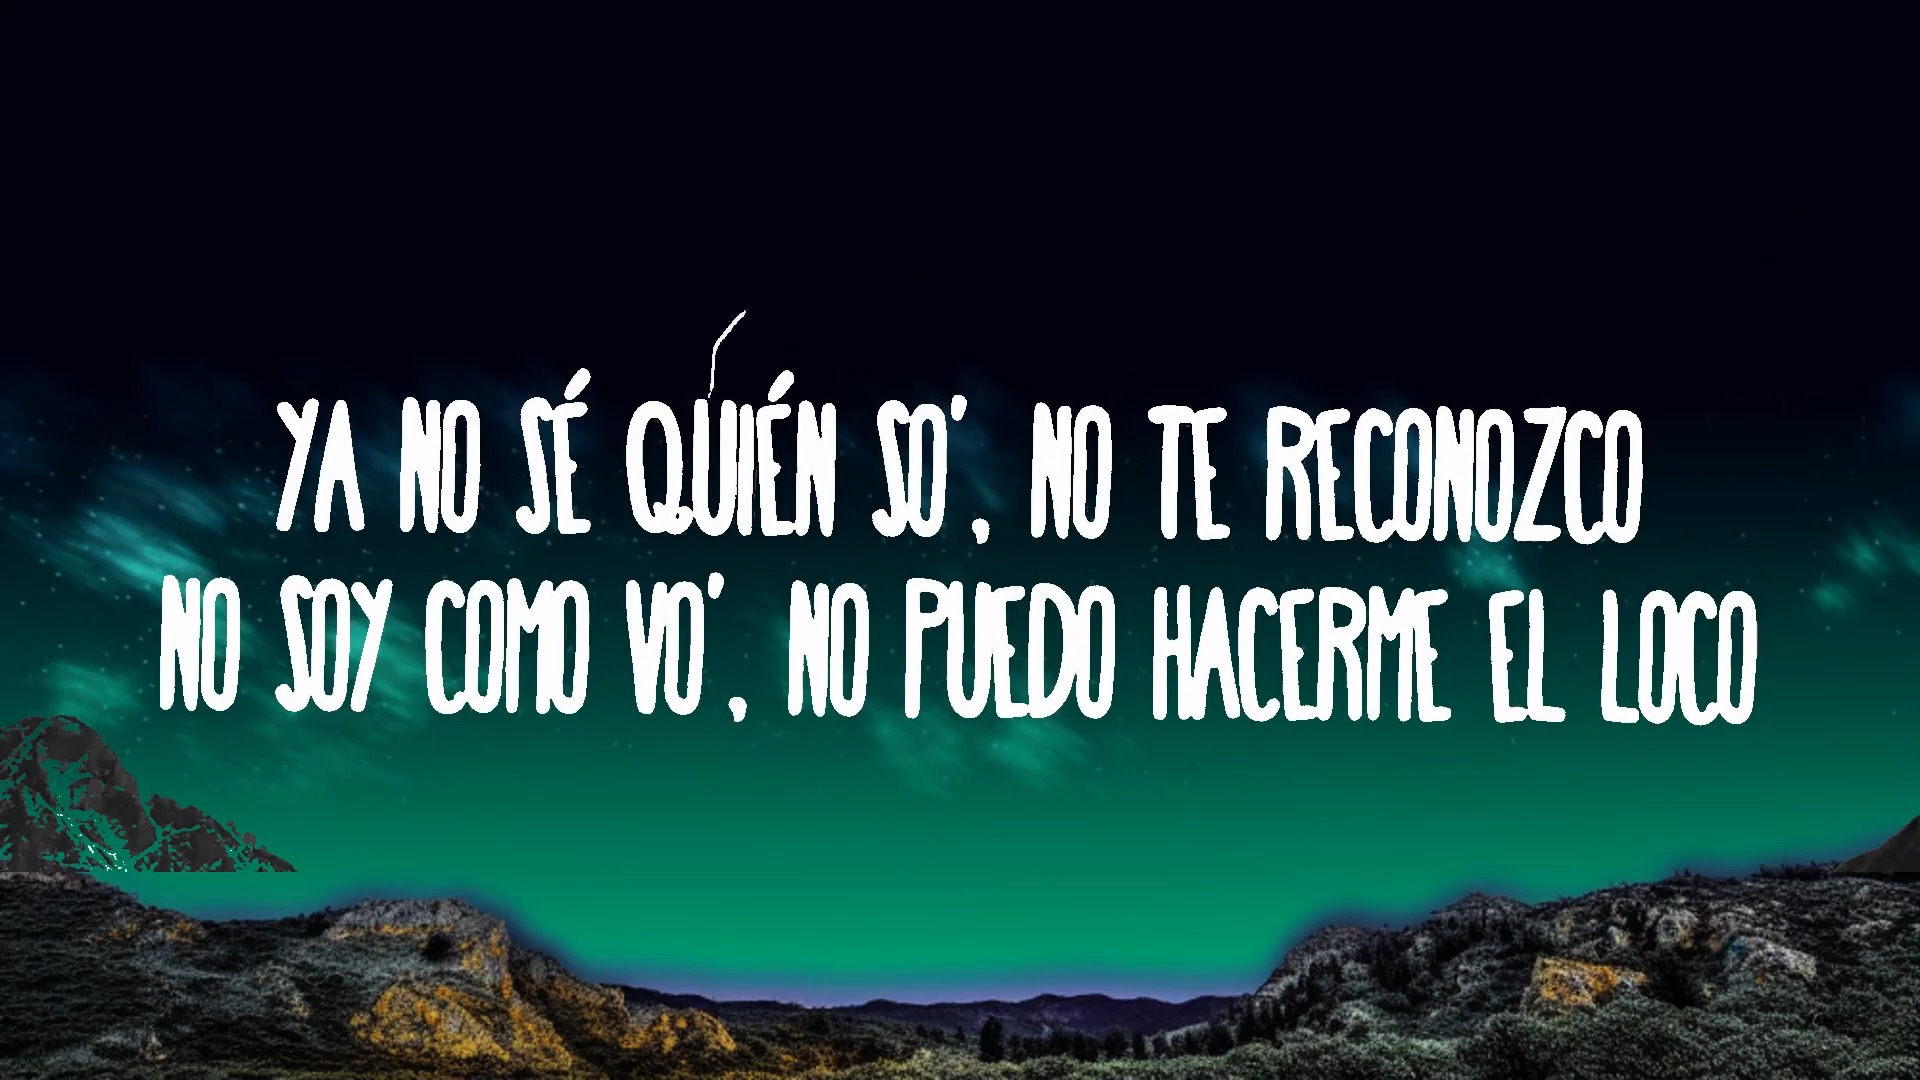 YA NO SÉ QUIÉN SO', NO TE RECONOZCO
NO SOY COMO VO', NO PUEDO HACERME EL LOCO